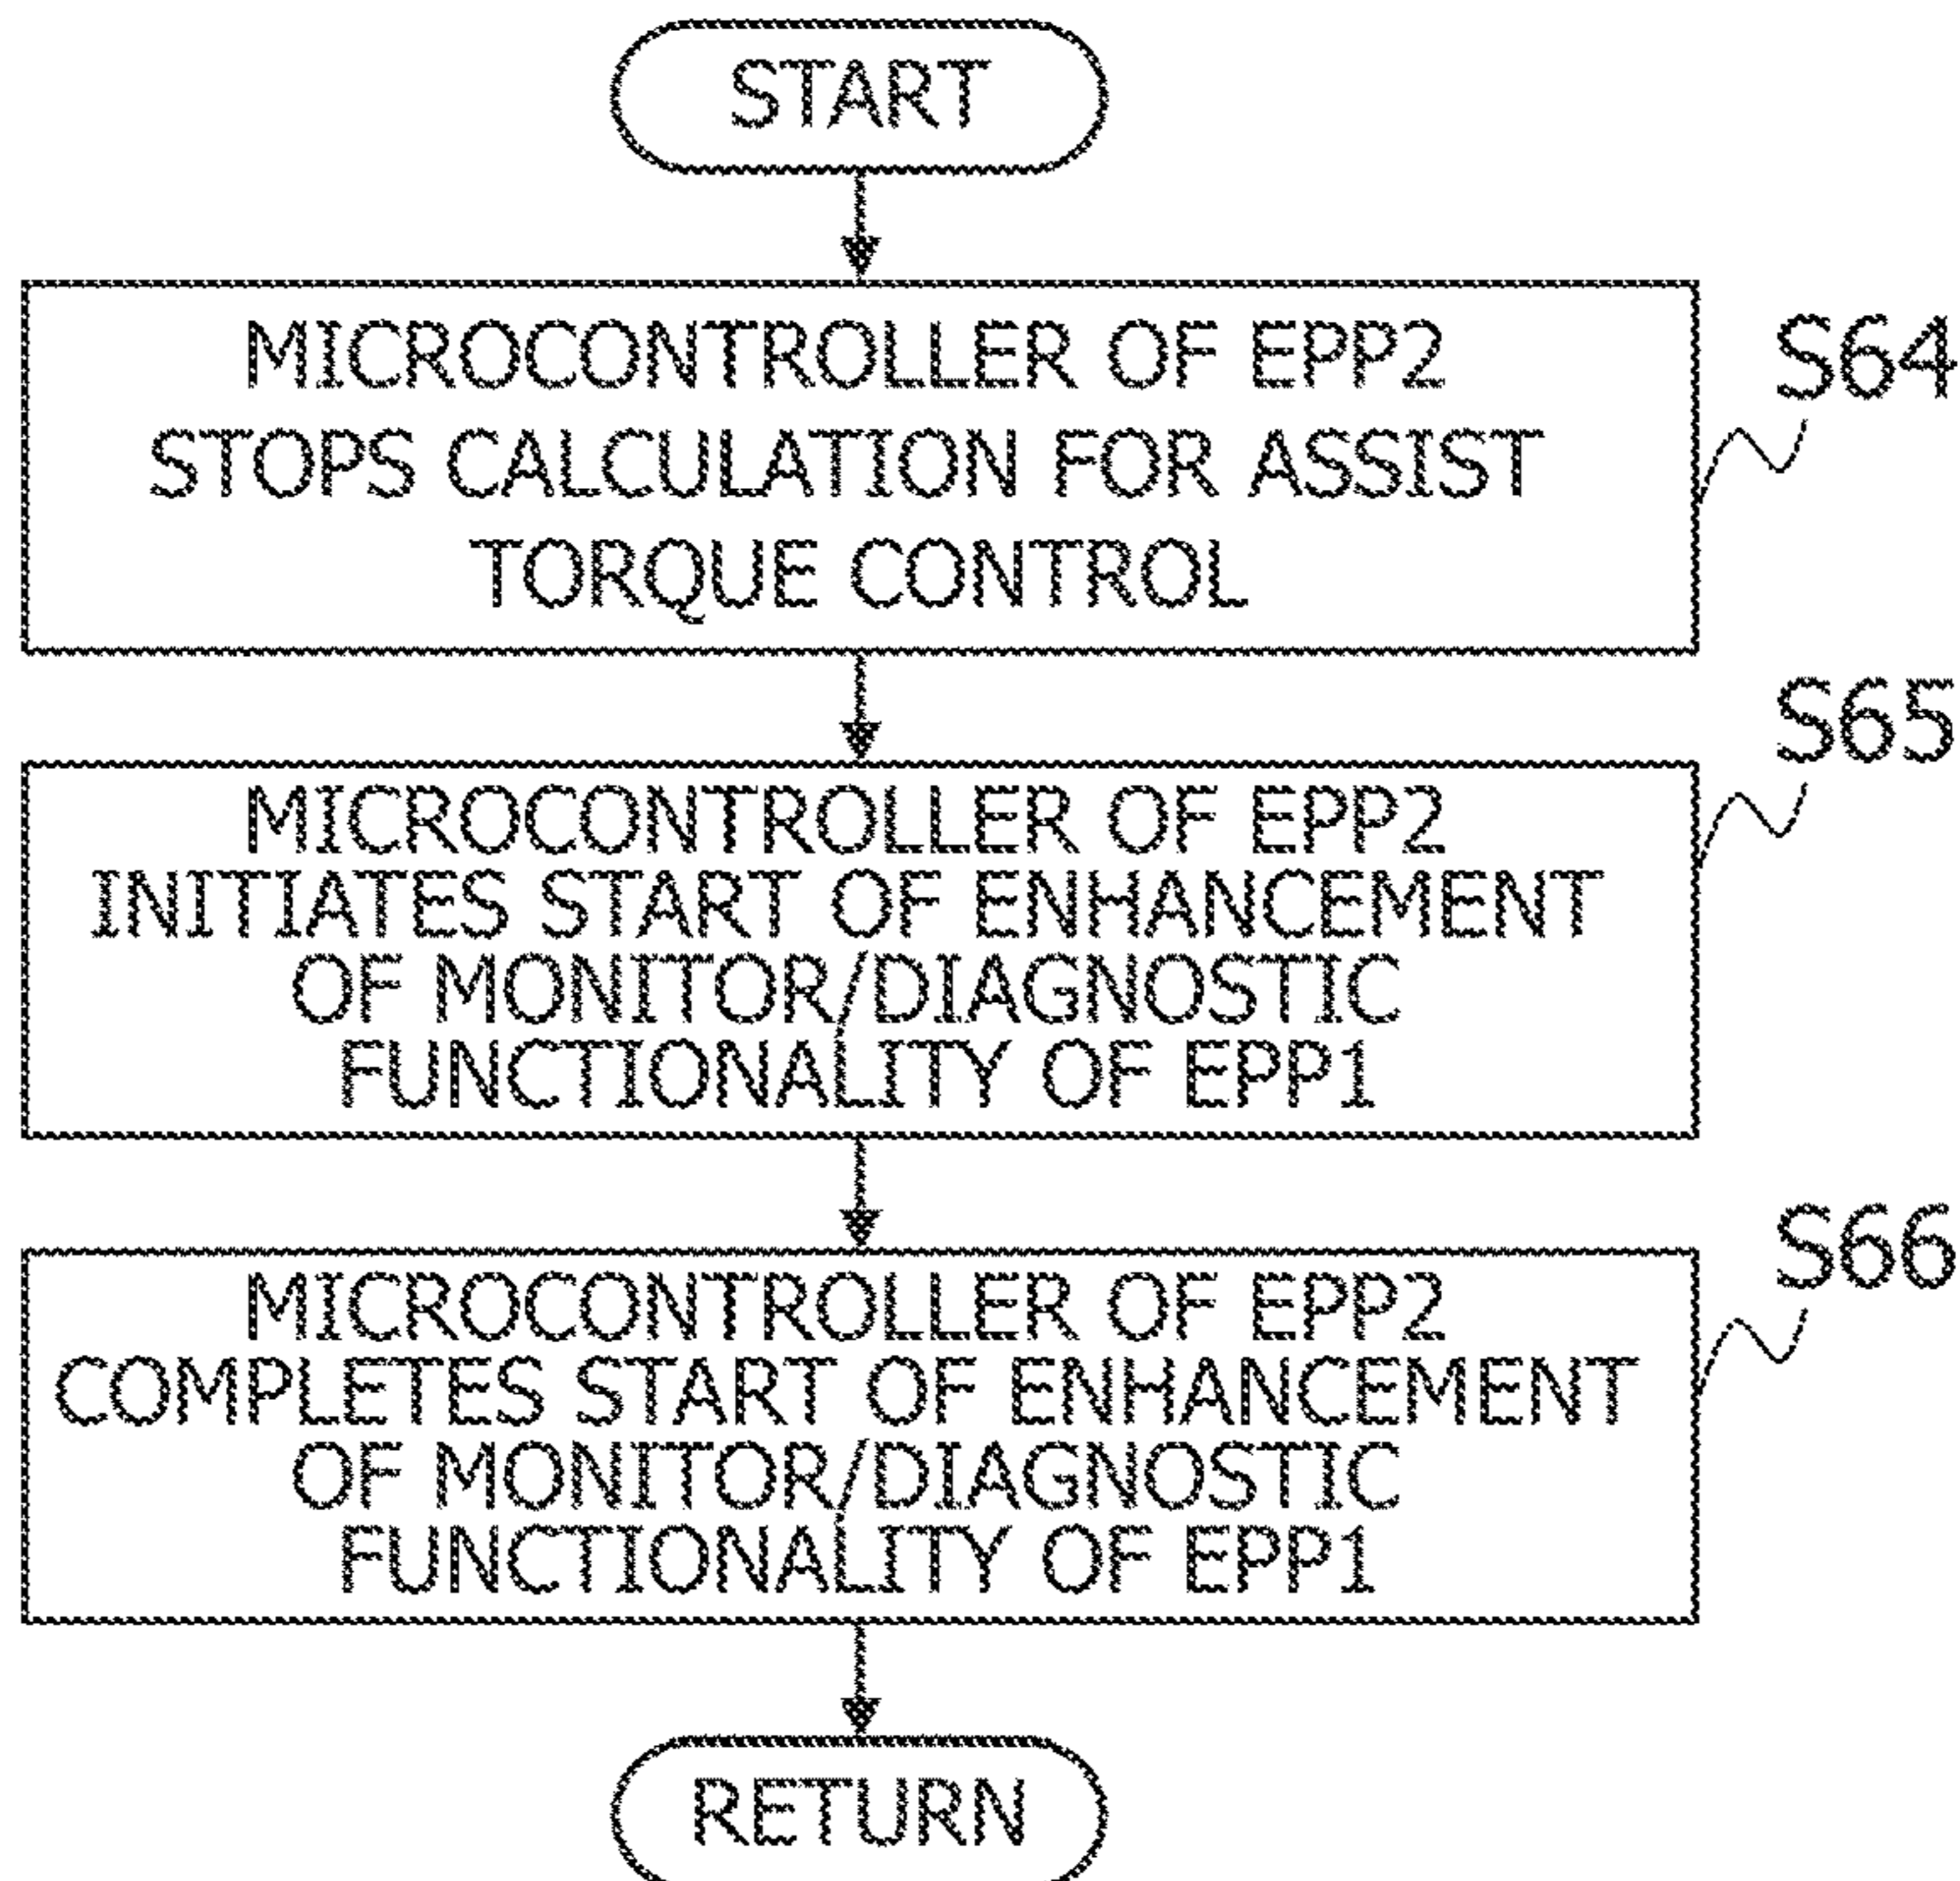 START
MICROCONTROLLER OF EPP2
STOPS CALCULATION FOR ASSIST
TORQUE CONTROL
S64
MICROCONTROLLER OF EPP2
INITIATES START OF ENHANCEMENT
OF MONITOR/DIAGNOSTIC
FUNCTIONALITY OF EPP1
S65
MICROCONTROLLER OF EPP2
COMPLETES START OF ENHANCEMENT
OF MONITOR/DIAGNOSTIC
FUNCTIONALITY OF EPP1
S66
RETURN